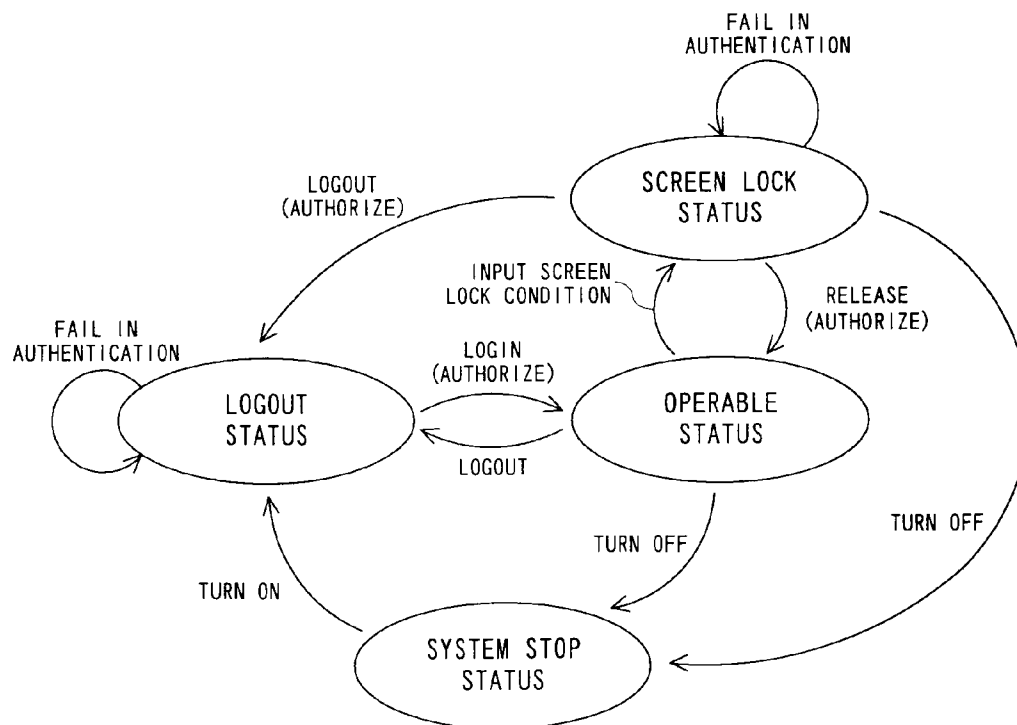 FAIL IN
AUTHENTICATION
SCREEN LOCK
STATUS
LOGOUT
(AUTHORIZE)
INPUT SCREEN
LOCK CONDITION
RELEASE
(AUTHORIZE)
FAIL IN
AUTHENTICATION
LOGIN
(AUTHORIZE)
LOGOUT
STATUS
OPERABLE
STATUS
LOGOUT
TURN OFF
TURN OFF
TURN ON
SYSTEM STOP
STATUS